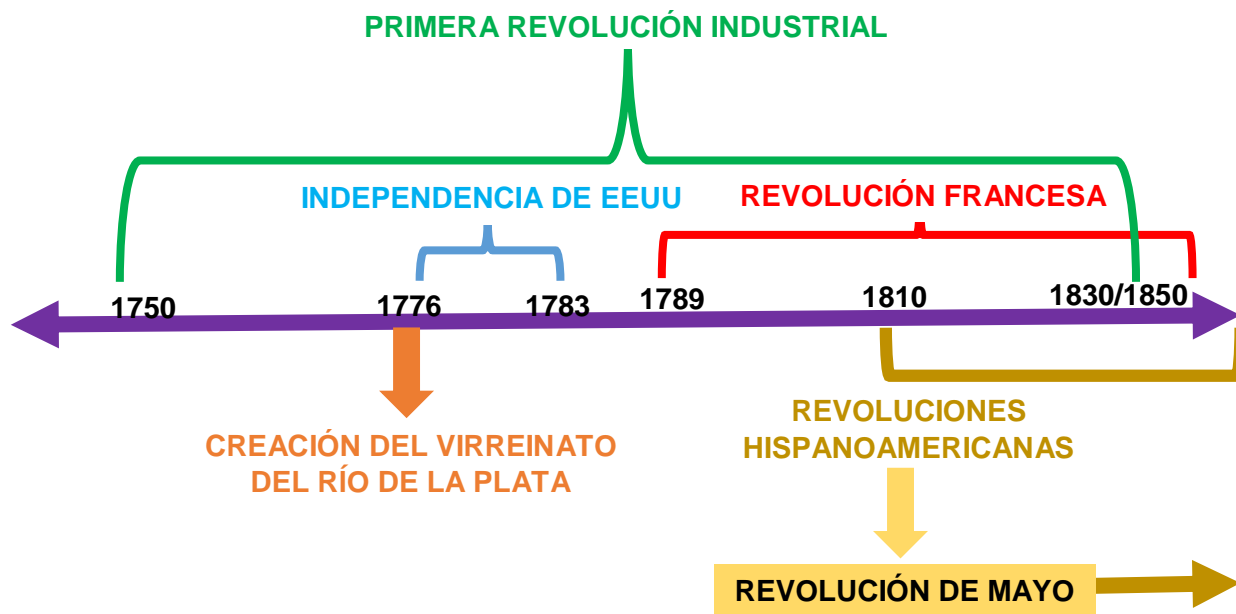 PRIMERA REVOLUCIÓN INDUSTRIAL
INDEPENDENCIA DE EEUU
REVOLUCIÓN FRANCESA
1750
1776
1783
1789
1810
1830/1850
CREACIÓN DEL VIRREINATO
DEL RÍO DE LA PLATA
REVOLUCIONES
HISPANOAMERICANAS
REVOLUCIÓN DE MAYO